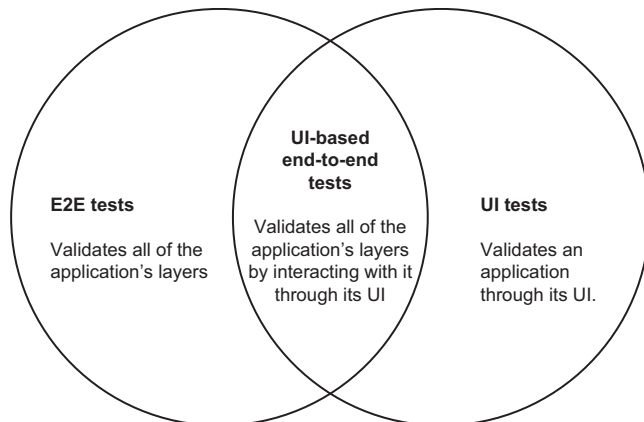 E2E tests
Validates all of the
application's layers
UI-based
end-to-end
tests
Validates all of the
application's layers
by interacting with it
through its UI
UI tests
Validates an
application
through its UI.